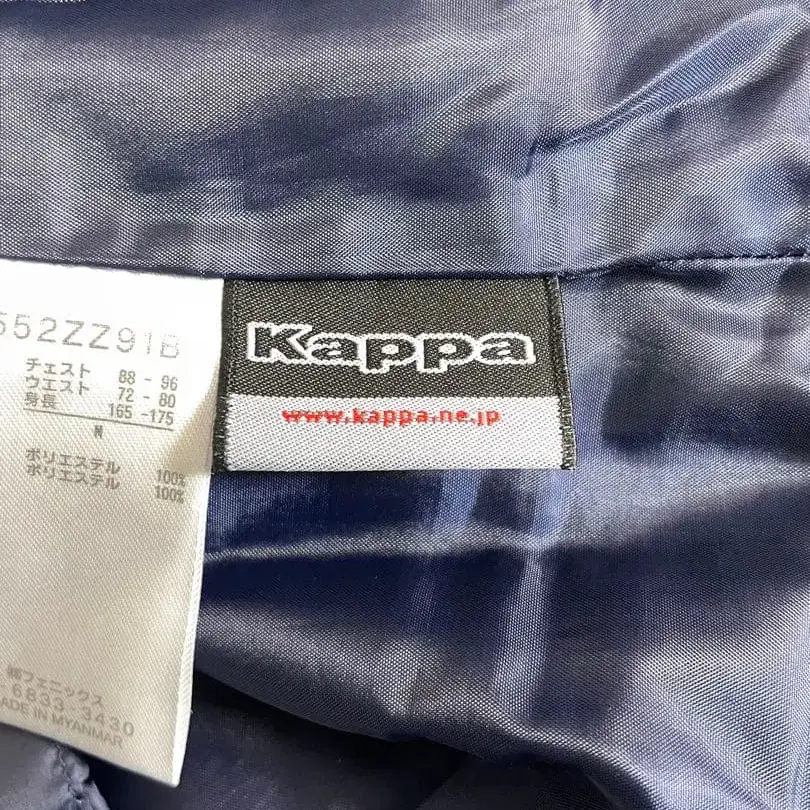 552ZZ91B
チェスト 88 - 96
ウエスト 72 - 80
身長 165 -175
M
ポリエステル 100%
ポリエステル 100%
㈱フェニックス
-6833-3430
MADE IN MYANMAR
Kappa
www.kappa.ne.jp